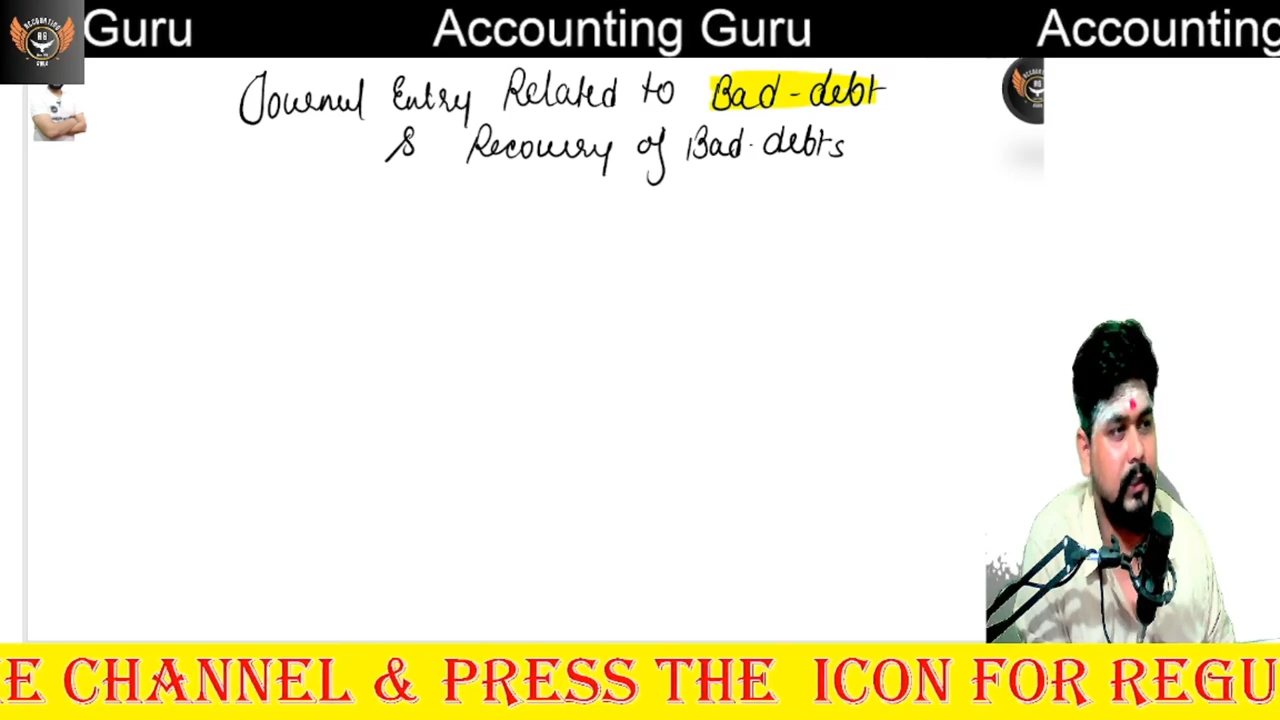 Guru Accounting Guru Accounting
Journal Entry Related to Bad-debt
& Recovery of Bad-debts
E CHANNEL & PRESS THE ICON FOR REGU